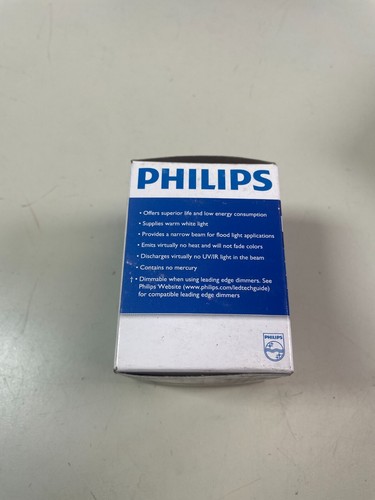 PHILIPS
• Offers superior life and low energy consumption
• Supplies warm white light
• Provides a narrow beam for flood light applications
• Emits virtually no heat and will not fade colors
• Discharges virtually no UV/IR light in the beam
• Contains no mercury
† • Dimmable when using leading edge dimmers. See
Philips Website (www.philips.com/ledtechguide)
for compatible leading edge dimmers
PHILIPS